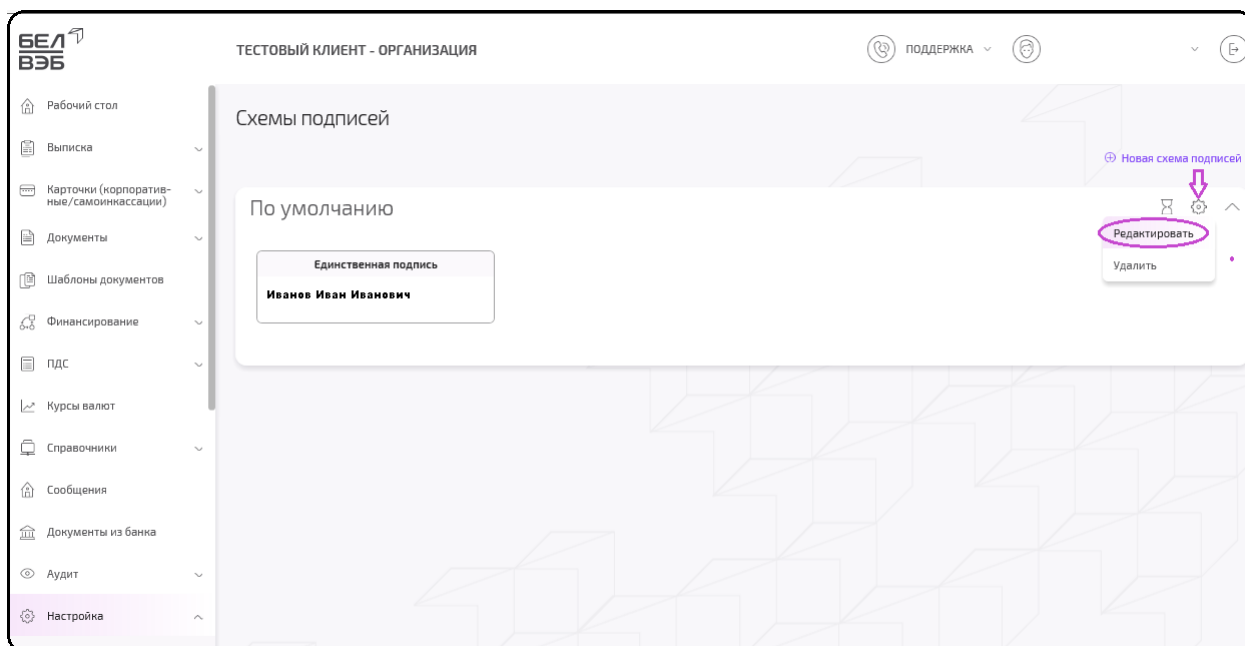 БЕЛ
ВЭБ
ТЕСТОВЫЙ КЛИЕНТ - ОРГАНИЗАЦИЯ
ПОДДЕРЖКА
Рабочий стол
Выписка
Карточки (корпоратив-
ные/самоинкассации)
Документы
Шаблоны документов
Финансирование
ПДС
Курсы валют
Справочники
Сообщения
Документы из банка
Аудит
Настройка
Схемы подписей
Новая схема подписей
По умолчанию
Редактировать
Удалить
Единственная подпись
Иванов Иван Иванович